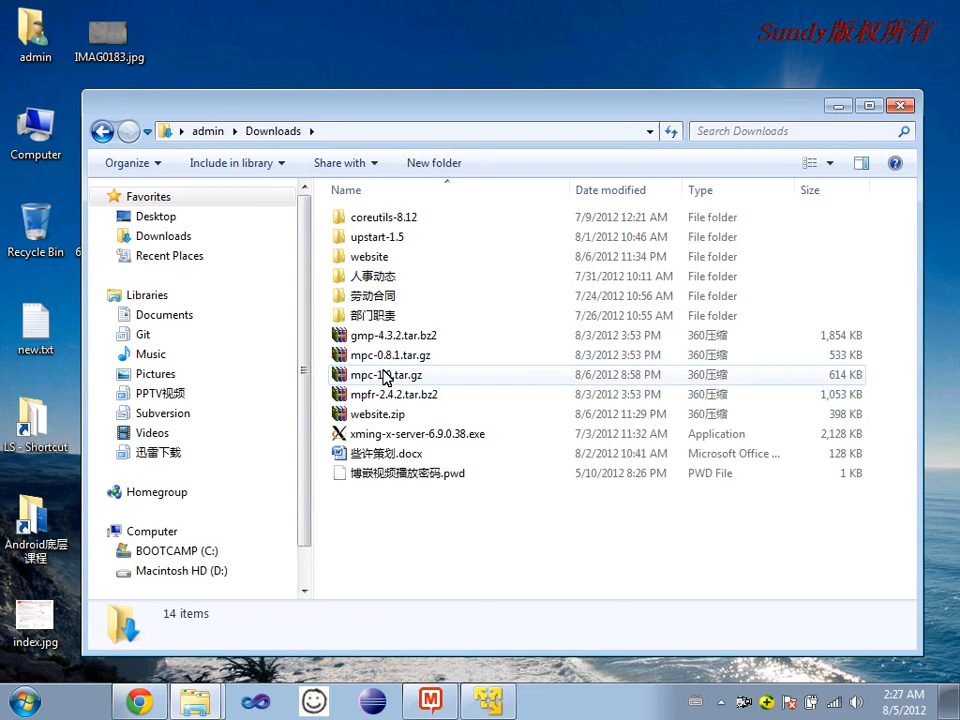 Sundy版权所有
admin
IMAG0183.jpg
Computer
Recycle Bin
6
new.txt
LS - Shortcut
Android底层课程
index.jpg
admin
Downloads
Search Downloads
Organize
Include in library
Share with
New folder
Name
Date modified
Type
Size
Favorites
Desktop
Downloads
Recent Places
Libraries
Documents
Git
Music
Pictures
PPTV视频
Subversion
Videos
迅雷下载
Homegroup
Computer
BOOTCAMP (C:)
Macintosh HD (D:)
coreutils-8.12 7/9/2012 12:21 AM File folder
upstart-1.5 8/1/2012 10:46 AM File folder
website 8/6/2012 11:34 PM File folder
人事动态 7/31/2012 10:11 AM File folder
劳动合同 7/24/2012 10:56 AM File folder
部门职责 7/26/2012 10:55 AM File folder
gmp-4.3.2.tar.bz2 8/3/2012 3:53 PM 360压缩 1,854 KB
mpc-0.8.1.tar.gz 8/3/2012 3:53 PM 360压缩 533 KB
tar.gz 8/6/2012 8:58 PM 360压缩 614 KB
mpfr-2.4.2.tar.bz2 8/3/2012 3:53 PM 360压缩 1,053 KB
website.zip 8/6/2012 11:29 PM 360压缩 398 KB
xming-x-server-6.9.0.38.exe 7/3/2012 11:32 AM Application 2,128 KB
些许策划.docx 8/2/2012 10:41 AM Microsoft Office ... 128 KB
博嵌视频播放密码.pwd 5/10/2012 8:26 PM PWD File 1 KB
14 items
2:27 AM
8/5/2012